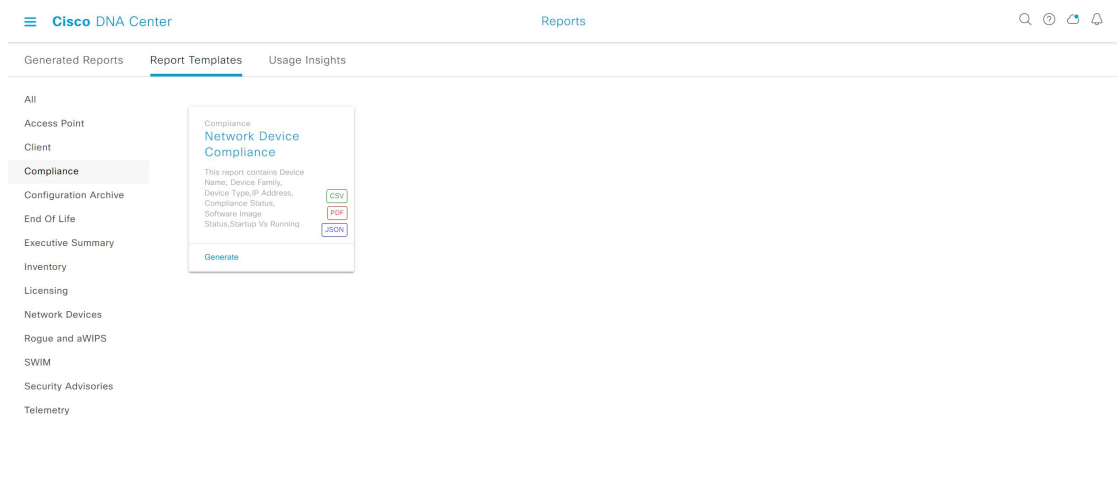 Cisco DNA Center
Reports
Generated Reports Report Templates Usage Insights
All
Access Point
Client
Compliance
Configuration Archive
End Of Life
Executive Summary
Inventory
Licensing
Network Devices
Rogue and aWIPS
SWIM
Security Advisories
Telemetry
Compliance
Network Device
Compliance
This report contains Device
Name, Device Family,
Device Type,IP Address,
Compliance Status,
Software Image
Status,Startup Vs Running
CSV
PDF
JSON
Generate